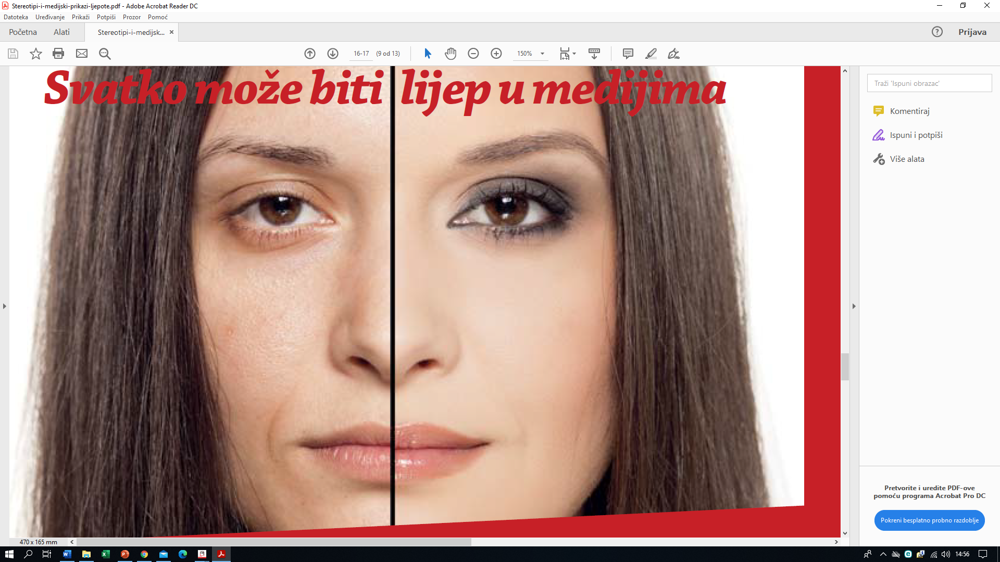 Stereotipi-i-medijski-prikazi-ljepote.pdf - Adobe Acrobat Reader DC
Datoteka Uređivanje Prikaži Potpiši Prozor Pomoć
Početna Alati Stereotipi-i-medijsk... × Prijava
16-17 (9 od 13) 150%
Svatko može biti lijep u medijima
Traži 'Ispuni obrazac'
Komentiraj
Ispuni i potpiši
Više alata
Pretvorite i uredite PDF-ove
pomoću programa Acrobat Pro DC
Pokreni besplatno probno razdoblje
470 x 165 mm
14:56